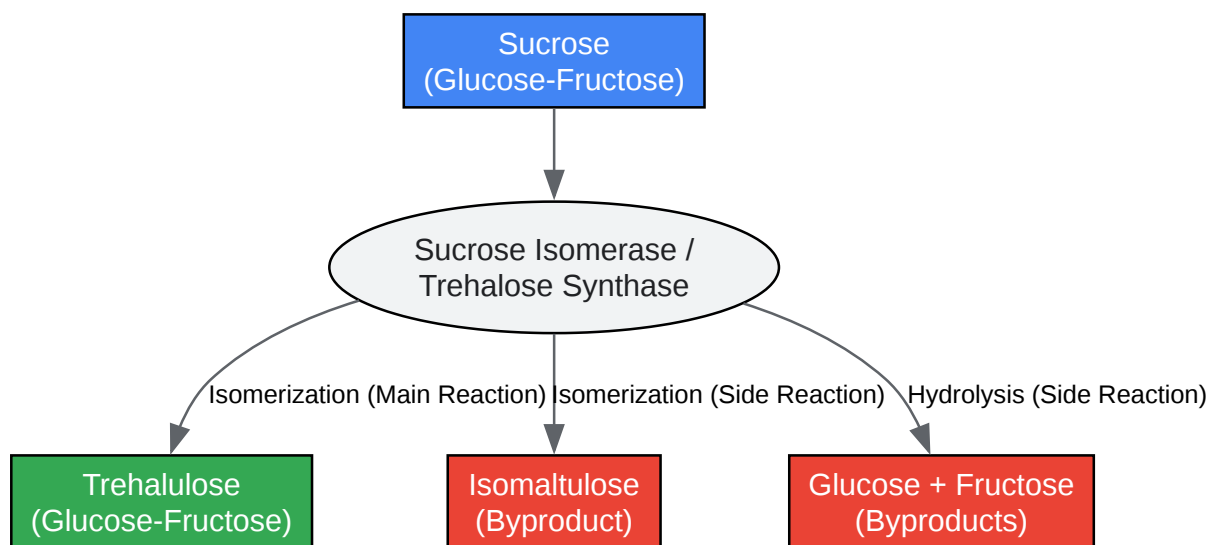 Sucrose
(Glucose-Fructose)
Sucrose Isomerase /
Trehalose Synthase
Isomerization (Main Reaction)
Isomerization (Side Reaction)
Hydrolysis (Side Reaction)
Trehalulose
(Glucose-Fructose)
Isomaltulose
(Byproduct)
Glucose + Fructose
(Byproducts)